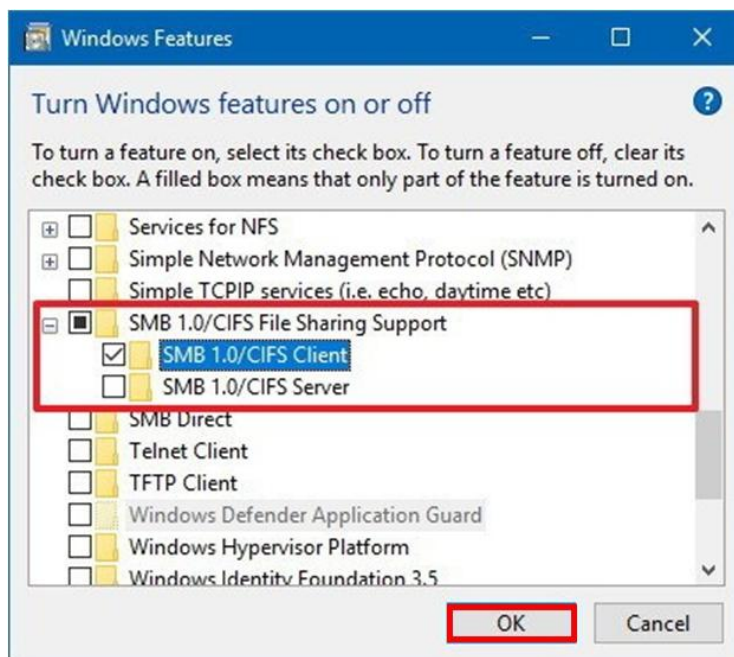 Windows Features
Turn Windows features on or off
To turn a feature on, select its check box. To turn a feature off, clear its
check box. A filled box means that only part of the feature is turned on.
Services for NFS
Simple Network Management Protocol (SNMP)
Simple TCPIP services (i.e. echo, daytime etc)
SMB 1.0/CIFS File Sharing Support
SMB 1.0/CIFS Client
SMB 1.0/CIFS Server
SMB Direct
Telnet Client
TFTP Client
Windows Defender Application Guard
Windows Hypervisor Platform
Windows Identity Foundation 3.5
OK Cancel